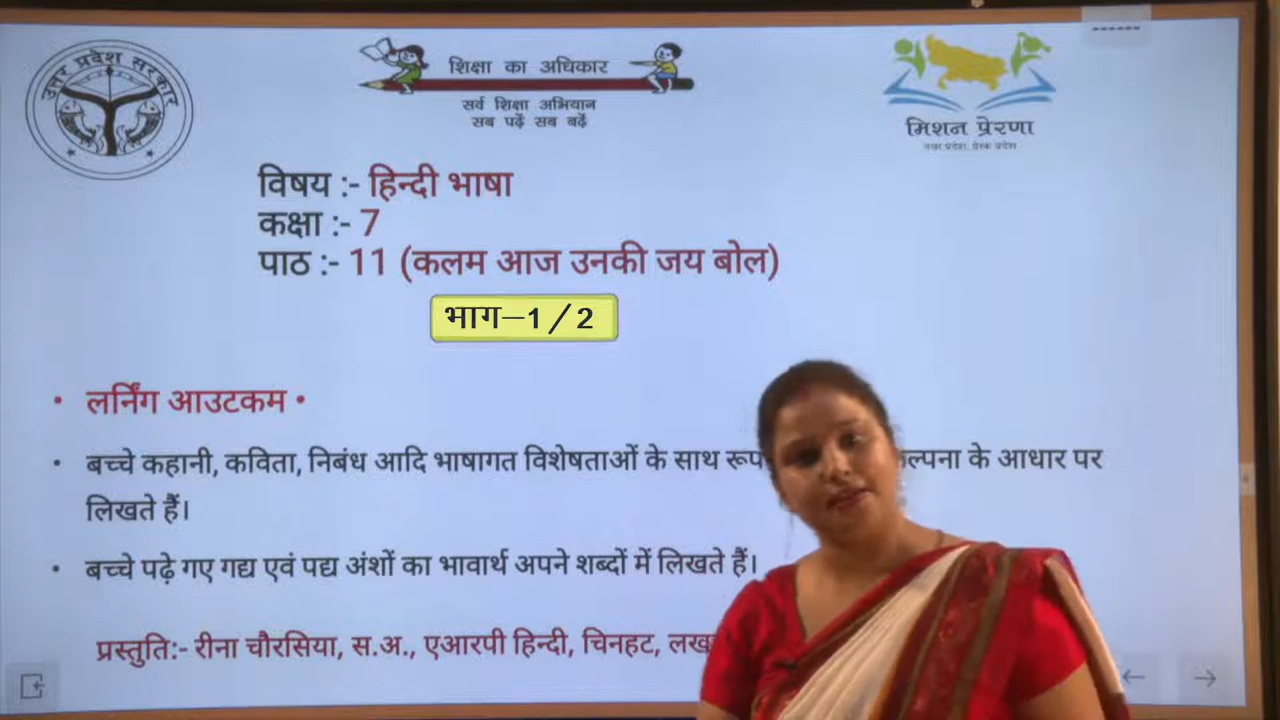 उत्तर प्रदेश सरकार
शिक्षा का अधिकार
सर्व शिक्षा अभियान
सब पढ़ें सब बढ़ें
मिशन प्रेरणा
विषय :- हिन्दी भाषा
कक्षा :- 7
पाठ :- 11 (कलम आज उनकी जय बोल)
भाग–1/2
• लर्निंग आउटकम •
• बच्चे कहानी, कविता, निबंध आदि भाषागत विशेषताओं के साथ के आधार पर
लिखते हैं।
• बच्चे पढ़े गए गद्य एवं पद्य अंशों का भावार्थ अपने शब्दों में लिखते हैं।
प्रस्तुति:- रीना चौरसिया, स.अ., एआरपी हिन्दी, चिनहट,